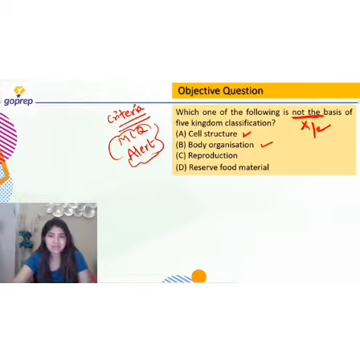 goprep
Objective Question
Criteria
MCQ
Alert
Which one of the following is not the basis of
five kingdom classification?
(A) Cell structure
(B) Body organisation
(C) Reproduction
(D) Reserve food material